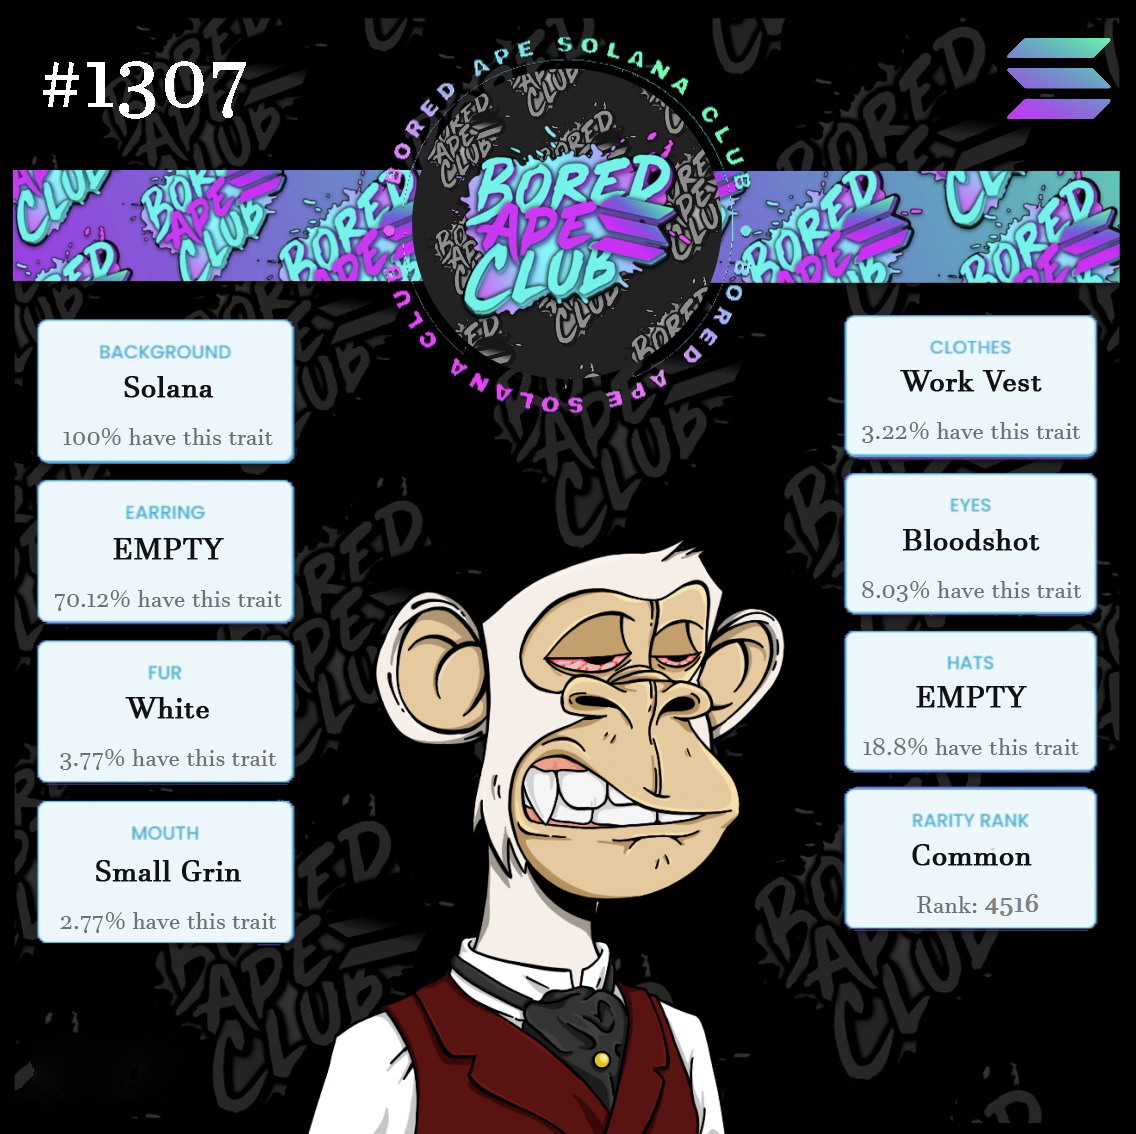 #1307
BORED APE SOLANA CLUB
BORED APE SOLANA CLUB
BORED
APE
CLUB
BACKGROUND
Solana
100% have this trait
EARRING
EMPTY
70.12% have this trait
FUR
White
3.77% have this trait
MOUTH
Small Grin
2.77% have this trait
CLOTHES
Work Vest
3.22% have this trait
EYES
Bloodshot
8.03% have this trait
HATS
EMPTY
18.8% have this trait
RARITY RANK
Common
Rank: 4516